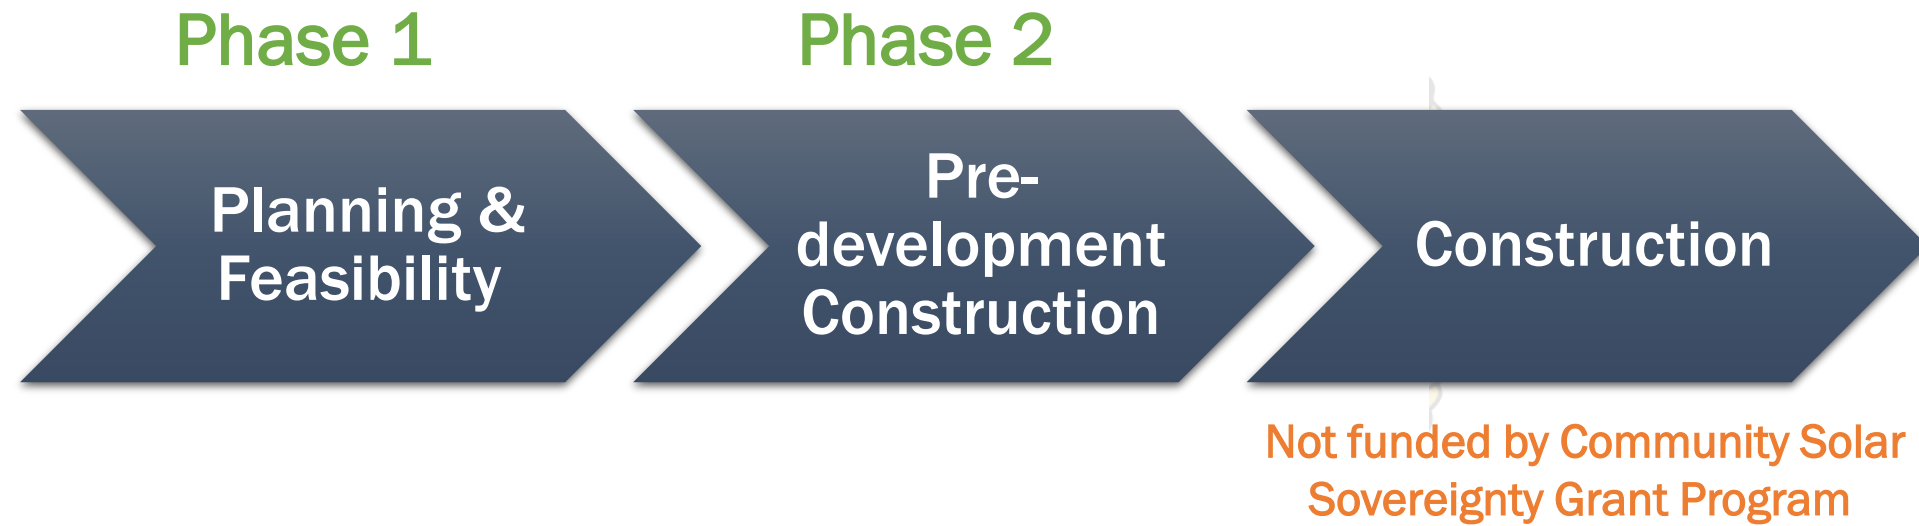 Phase 1
Phase 2
Planning &
Feasibility
Pre-
development
Construction
Construction
Not funded by Community Solar
Sovereignty Grant Program